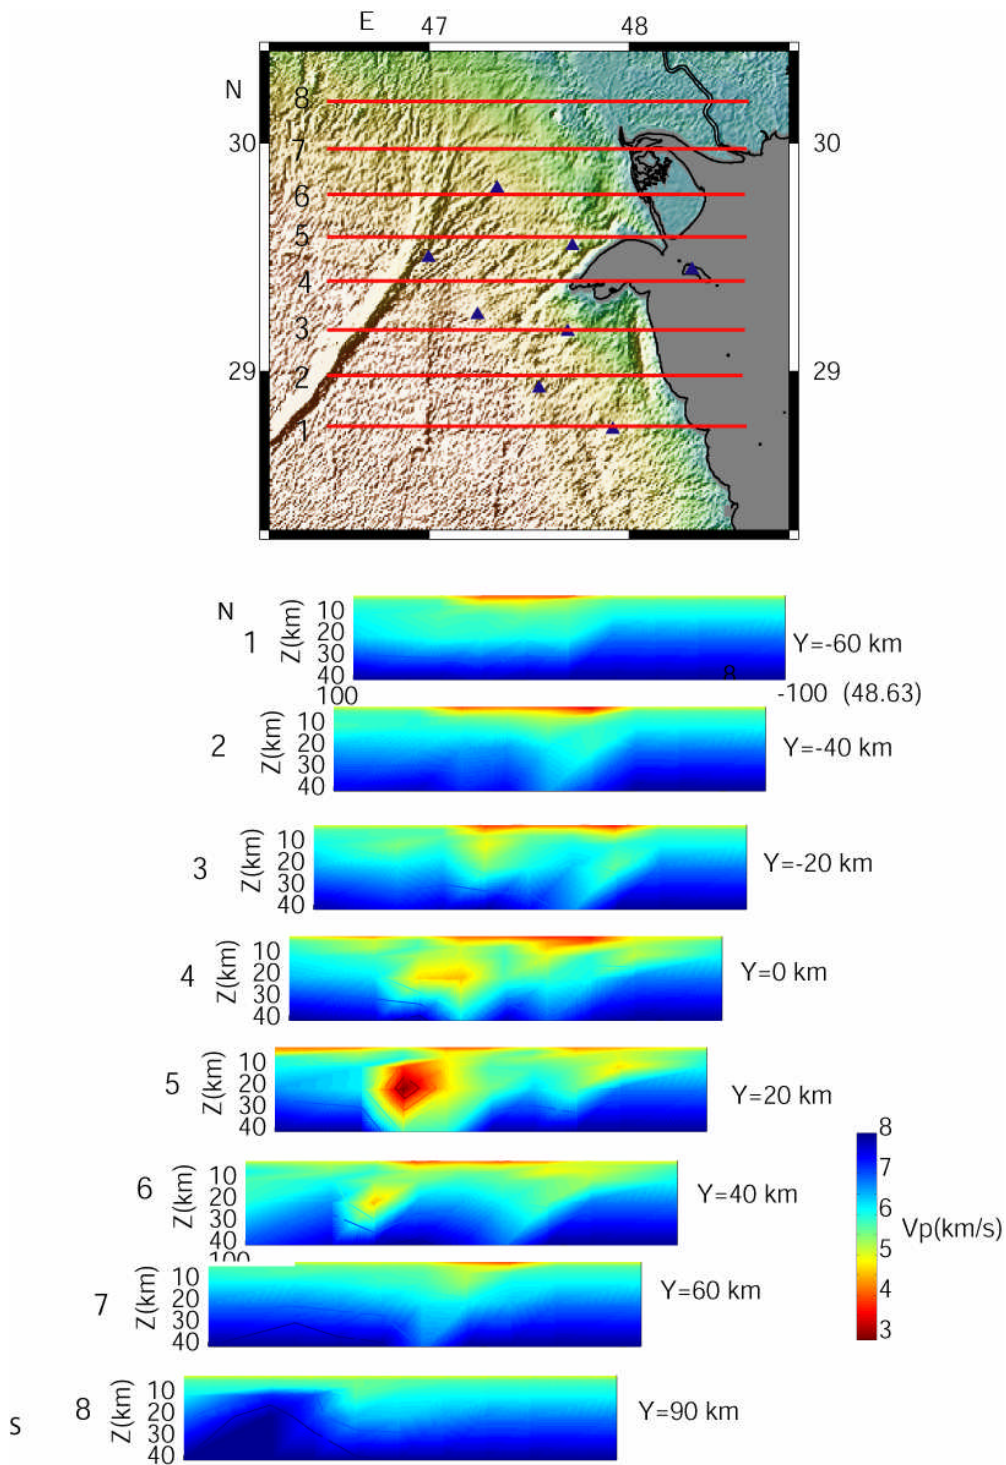 E 47 48
N
8
30 7 30
6
5
4
3
29 2 29
1
N
1 Z(km) 10 20 30 40 Y=-60 km
8
100 -100 (48.63)
2 Z(km) 10 20 30 40 Y=-40 km
3 Z(km) 10 20 30 40 Y=-20 km
4 Z(km) 10 20 30 40 Y=0 km
5 Z(km) 10 20 30 40 Y=20 km
6 Z(km) 10 20 30 40 Y=40 km
100
8
7
6
5
4
3
Vp(km/s)
7 Z(km) 10 20 30 40 Y=60 km
8 Z(km) 10 20 30 40 Y=90 km
S